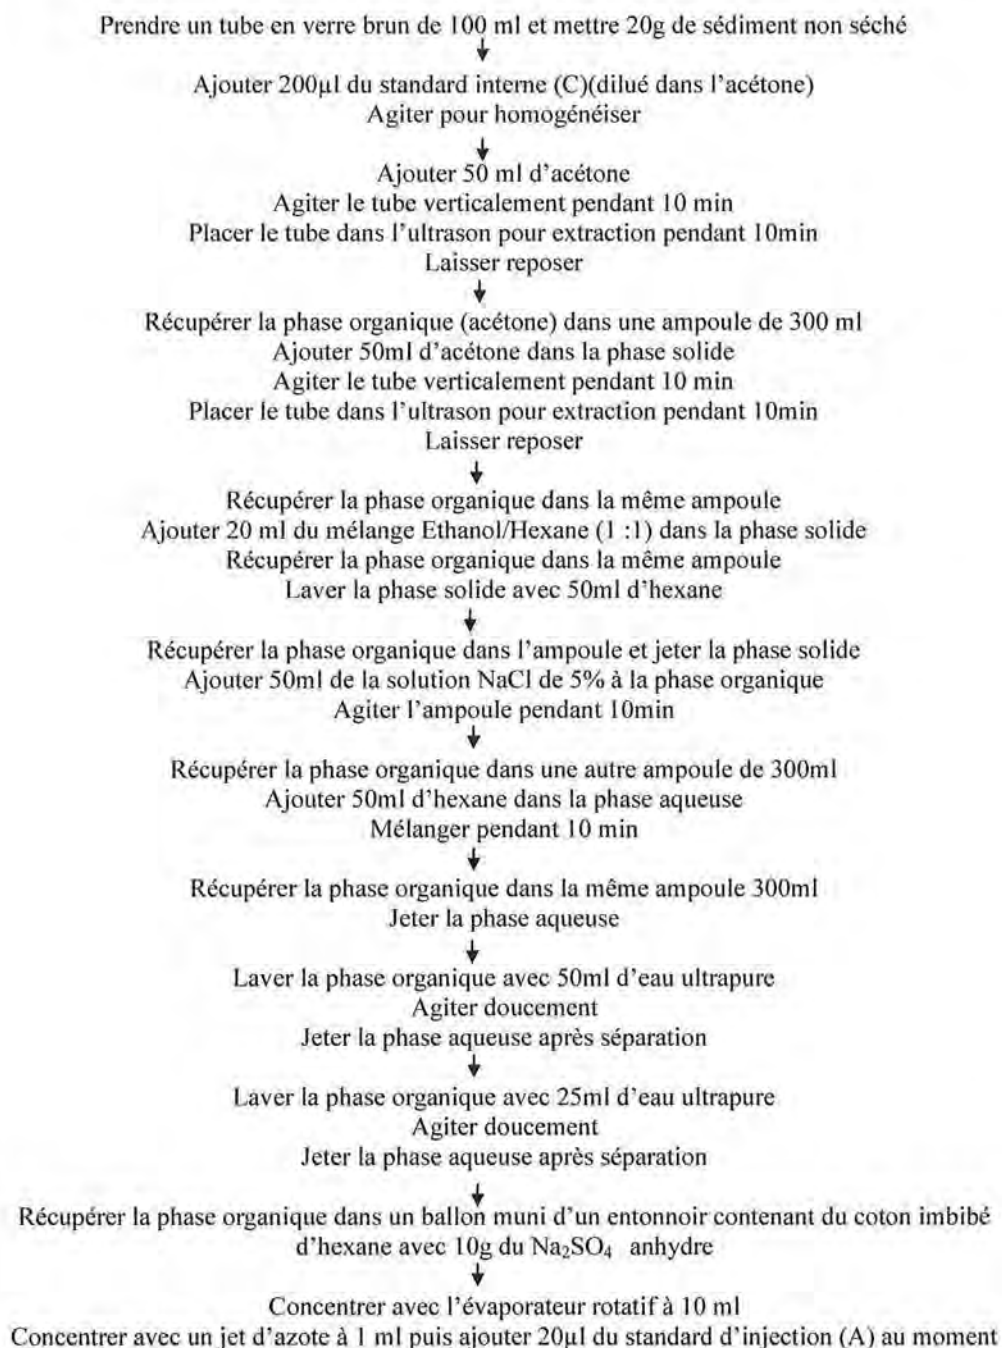 Prendre un tube en verre brun de 100 ml et mettre 20g de sédiment non séché
Ajouter 200µl du standard interne (C)(dilué dans l'acétone)
Agiter pour homogénéiser
Ajouter 50 ml d'acétone
Agiter le tube verticalement pendant 10 min
Placer le tube dans l'ultrason pour extraction pendant 10min
Laisser reposer
Récupérer la phase organique (acétone) dans une ampoule de 300 ml
Ajouter 50ml d'acétone dans la phase solide
Agiter le tube verticalement pendant 10 min
Placer le tube dans l'ultrason pour extraction pendant 10min
Laisser reposer
Récupérer la phase organique dans la même ampoule
Ajouter 20 ml du mélange Ethanol/Hexane (1 :1) dans la phase solide
Récupérer la phase organique dans la même ampoule
Laver la phase solide avec 50ml d'hexane
Récupérer la phase organique dans l'ampoule et jeter la phase solide
Ajouter 50ml de la solution NaCl de 5% à la phase organique
Agiter l'ampoule pendant 10min
Récupérer la phase organique dans une autre ampoule de 300ml
Ajouter 50ml d'hexane dans la phase aqueuse
Mélanger pendant 10 min
Récupérer la phase organique dans la même ampoule 300ml
Jeter la phase aqueuse
Laver la phase organique avec 50ml d'eau ultrapure
Agiter doucement
Jeter la phase aqueuse après séparation
Laver la phase organique avec 25ml d'eau ultrapure
Agiter doucement
Jeter la phase aqueuse après séparation
Récupérer la phase organique dans un ballon muni d'un entonnoir contenant du coton imbibé
d'hexane avec 10g du Na₂SO₄ anhydre
Concentrer avec l'évaporateur rotatif à 10 ml
Concentrer avec un jet d'azote à 1 ml puis ajouter 20µl du standard d'injection (A) au moment